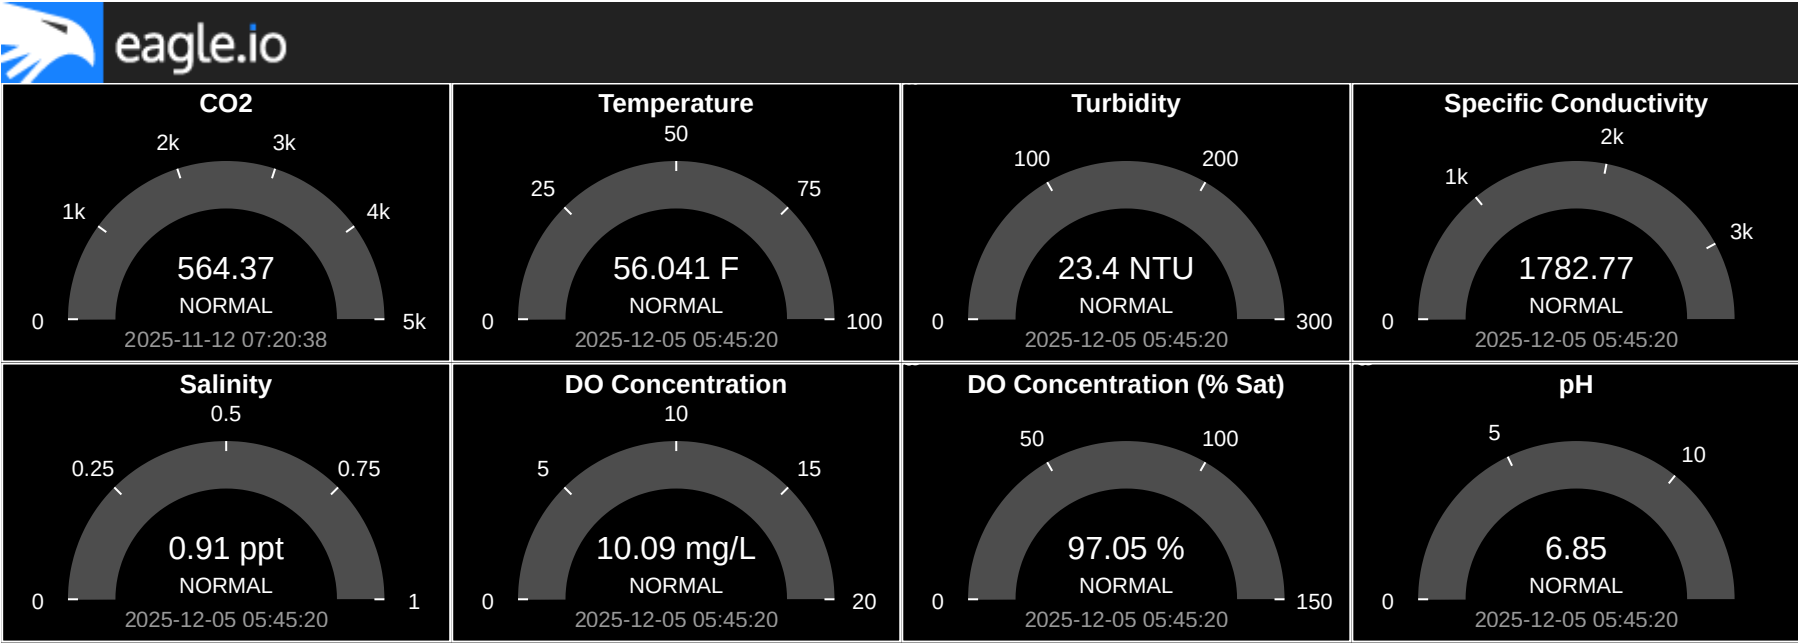 eagle.io
CO2
2k
3k
1k
4k
564.37
NORMAL
0
5k
2025-11-12 07:20:38
Temperature
50
25
75
56.041 F
NORMAL
0
100
2025-12-05 05:45:20
Turbidity
100
200
23.4 NTU
NORMAL
0
300
2025-12-05 05:45:20
Specific Conductivity
2k
1k
3k
1782.77
NORMAL
0
2025-12-05 05:45:20
Salinity
0.5
0.25
0.75
0.91 ppt
NORMAL
0
1
2025-12-05 05:45:20
DO Concentration
10
5
15
10.09 mg/L
NORMAL
0
20
2025-12-05 05:45:20
DO Concentration (% Sat)
50
100
97.05 %
NORMAL
0
150
2025-12-05 05:45:20
pH
5
10
6.85
NORMAL
0
2025-12-05 05:45:20